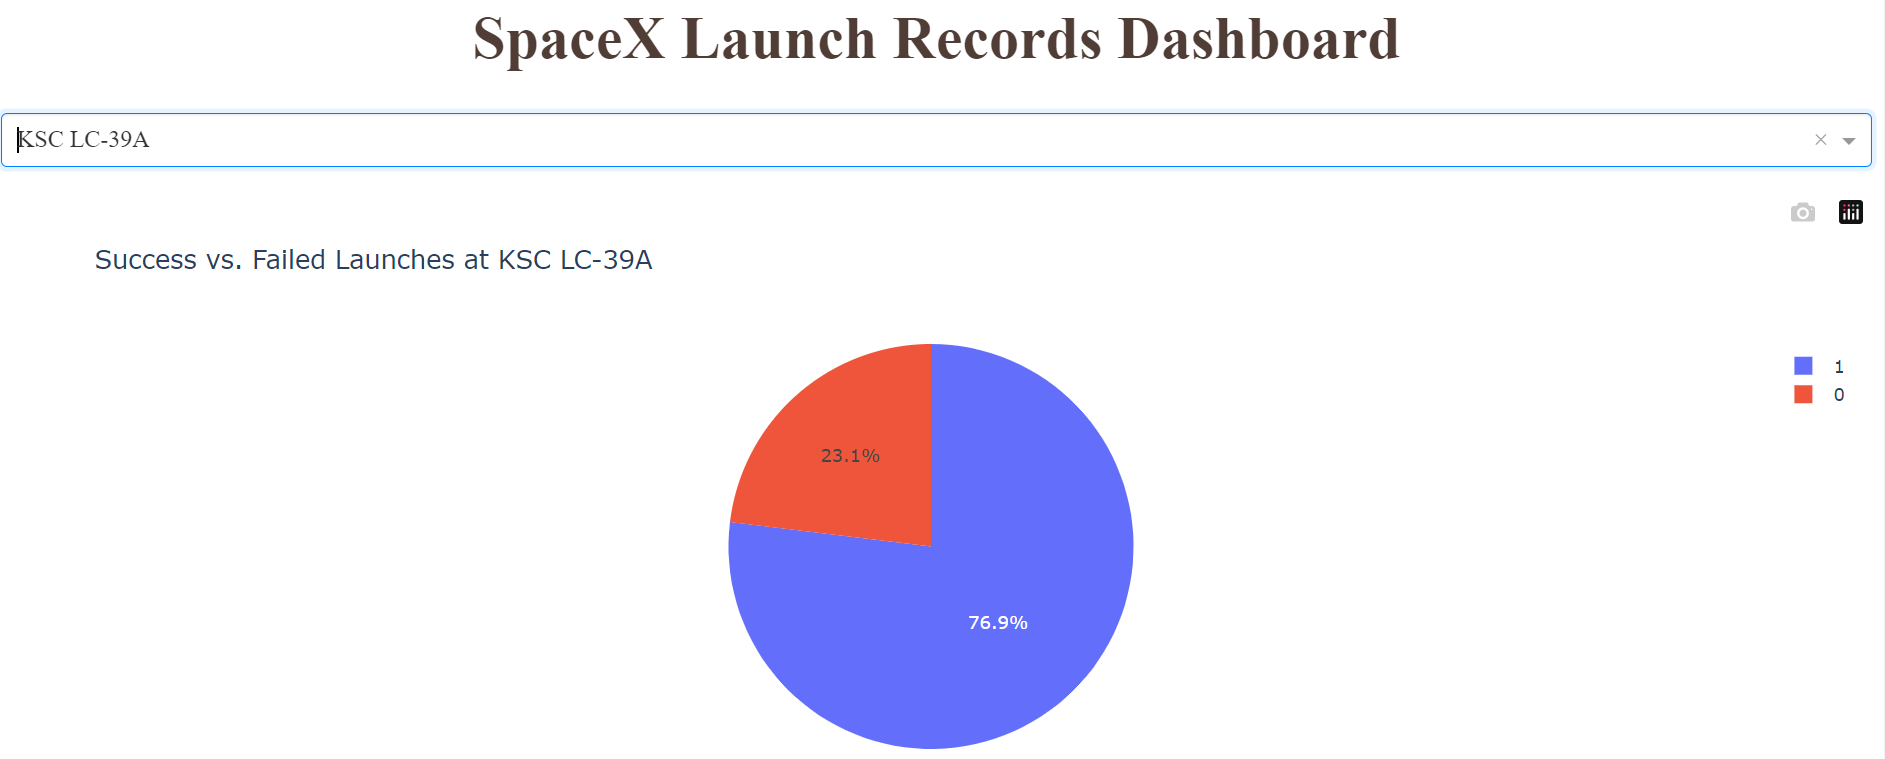 SpaceX Launch Records Dashboard
KSC LC-39A
Success vs. Failed Launches at KSC LC-39A
1
0
23.1%
76.9%